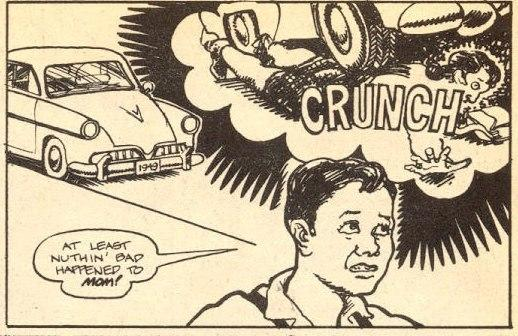 CRUNCH
1949
AT LEAST
NUTHIN' BAD
HAPPENED TO
MOM!